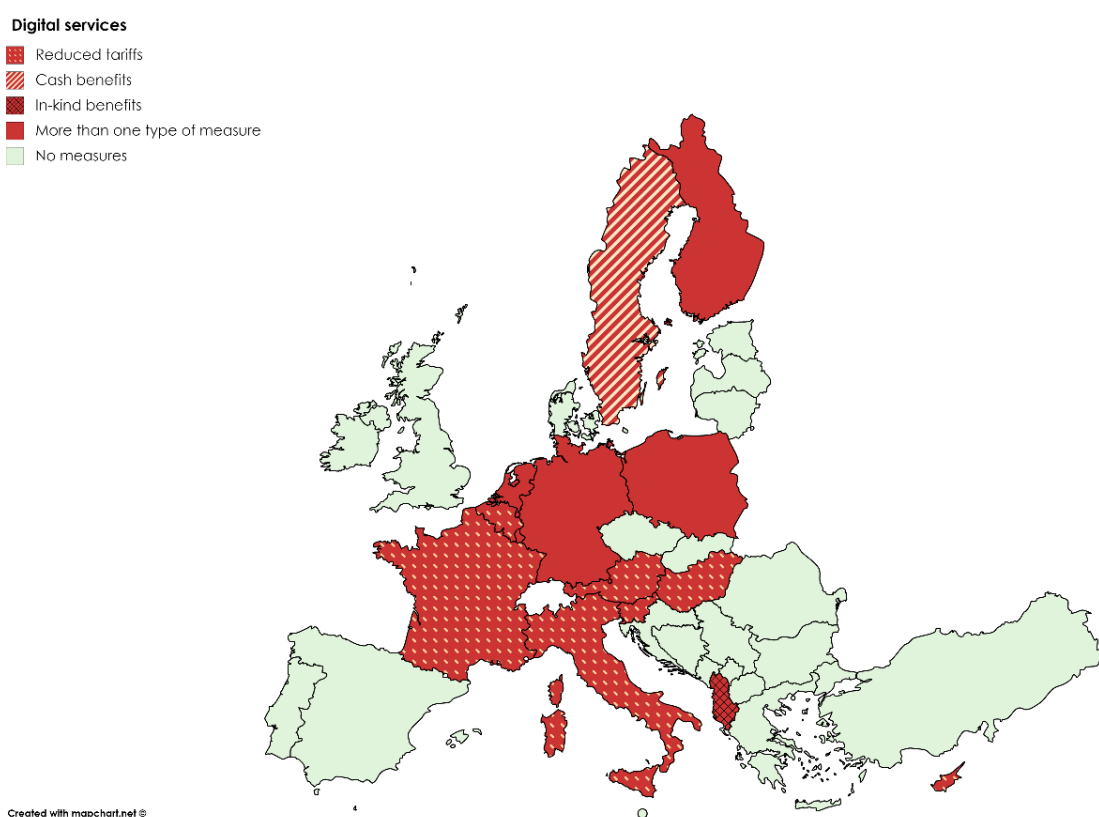 Digital services
Reduced tariffs
Cash benefits
In-kind benefits
More than one type of measure
No measures
Created with mapchart.net ©